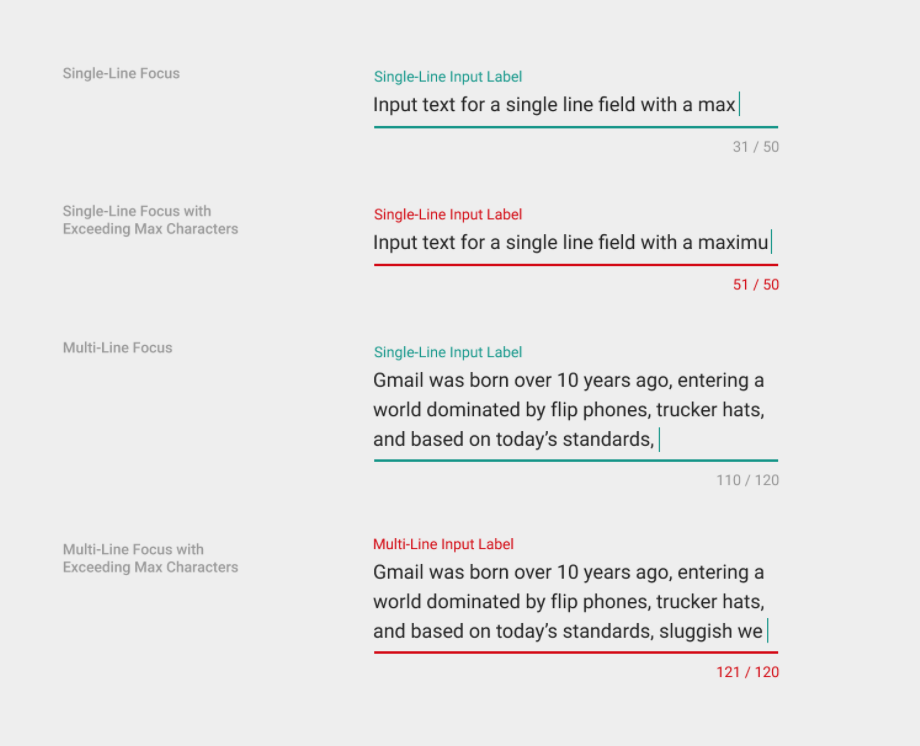 Single-Line Focus
Single-Line Input Label
Input text for a single line field with a max
31 / 50
Single-Line Focus with
Exceeding Max Characters
Single-Line Input Label
Input text for a single line field with a maximu
51 / 50
Multi-Line Focus
Single-Line Input Label
Gmail was born over 10 years ago, entering a
world dominated by flip phones, trucker hats,
and based on today’s standards,
110 / 120
Multi-Line Focus with
Exceeding Max Characters
Multi-Line Input Label
Gmail was born over 10 years ago, entering a
world dominated by flip phones, trucker hats,
and based on today’s standards, sluggish we
121 / 120